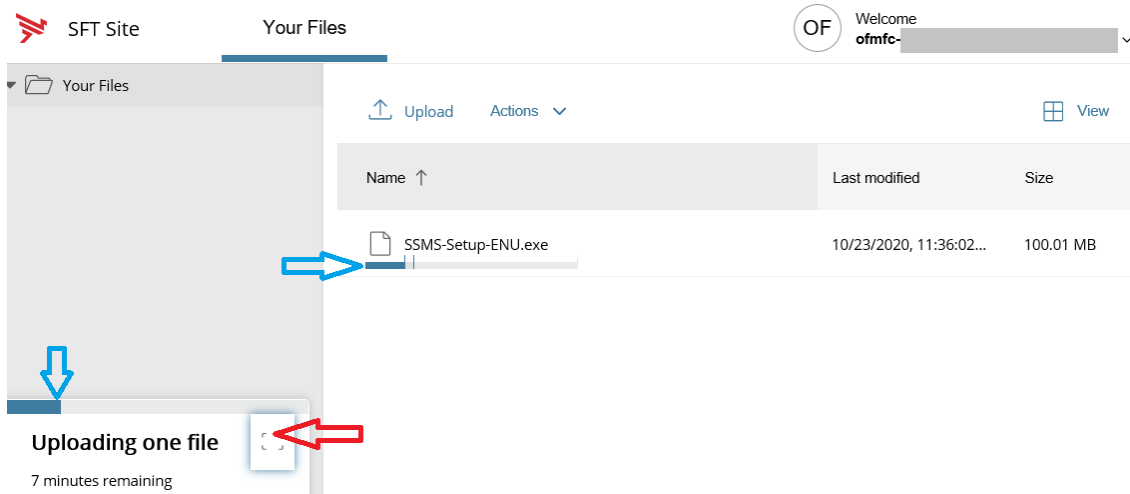 SFT Site
Your Files
OF
Welcome
ofmfc-
Your Files
Upload
Actions
View
Name
Last modified
Size
SSMS-Setup-ENU.exe
10/23/2020, 11:36:02...
100.01 MB
Uploading one file
7 minutes remaining